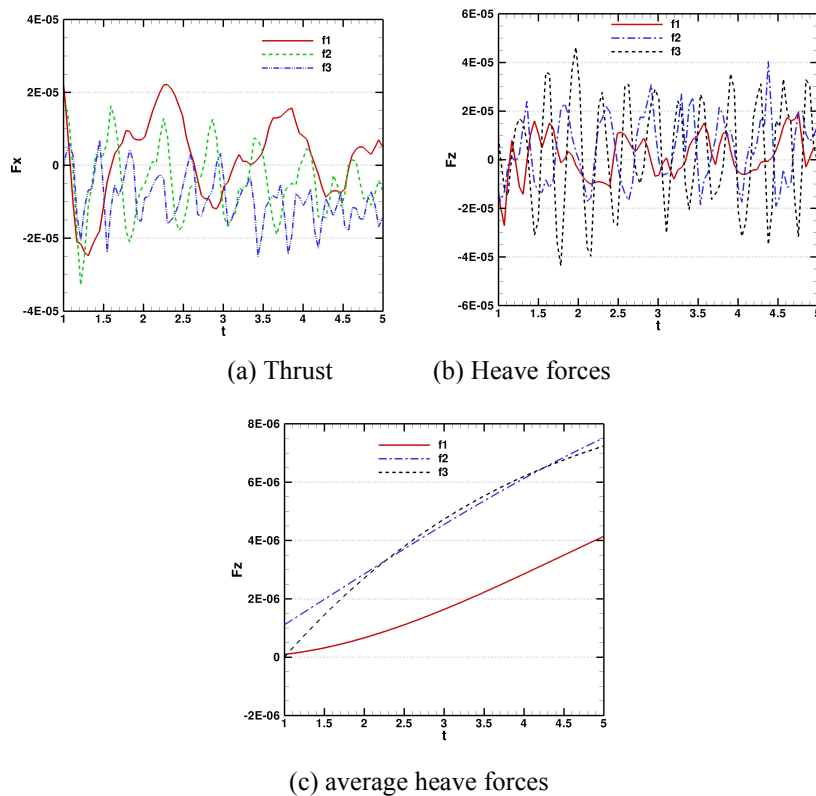 4E-05
2E-05
0
-2E-05
-4E-05
Fx
f1
f2
f3
1 1.5 2 2.5 3 3.5 4 4.5 5
t
6E-05
4E-05
2E-05
0
-2E-05
-4E-05
-6E-05
Fz
f1
f2
f3
1 1.5 2 2.5 3 3.5 4 4.5 5
t
(a) Thrust
(b) Heave forces
8E-06
6E-06
4E-06
2E-06
0
-2E-06
Fz
f1
f2
f3
1 1.5 2 2.5 3 3.5 4 4.5 5
t
(c) average heave forces